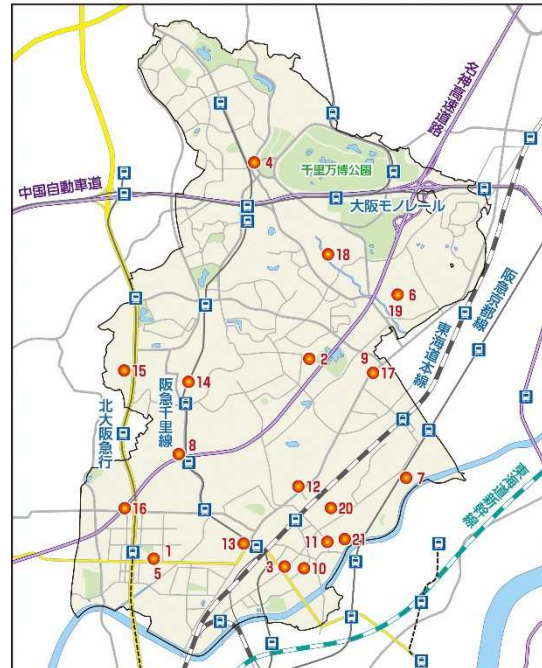 名神高速道路
4
千里万博公園
中国自動車道
大阪モノレール
18
6
19
阪急京都線
東海道本線
2
9
17
15
阪急千里線
14
北大阪急行
8
7
東海道新幹線
12
16
20
13
11
21
1
5
3
10